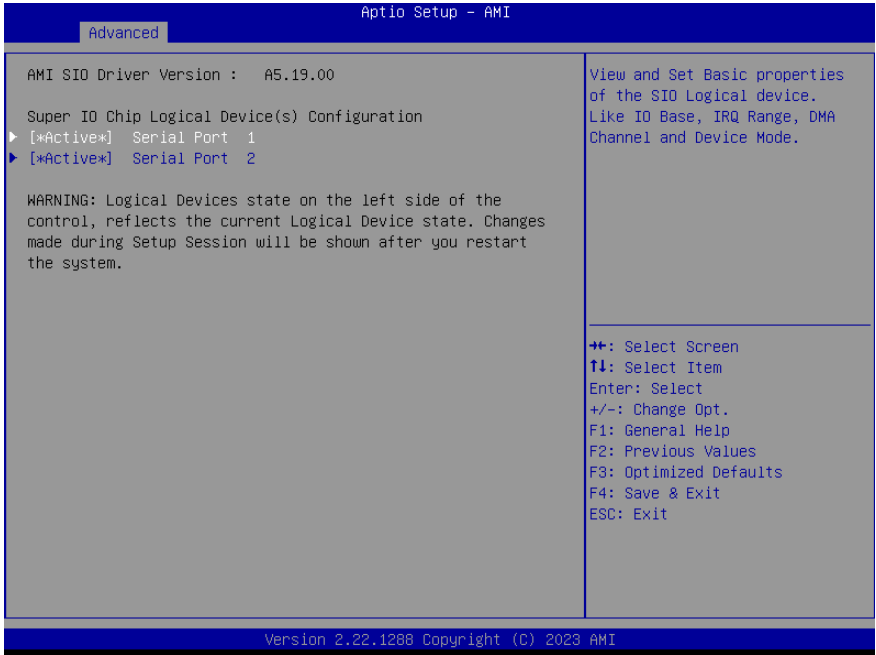 Aptio Setup – AMI
Advanced
AMI SIO Driver Version : A5.19.00
Super IO Chip Logical Device(s) Configuration
[*Active*] Serial Port 1
[*Active*] Serial Port 2
WARNING: Logical Devices state on the left side of the
control, reflects the current Logical Device state. Changes
made during Setup Session will be shown after you restart
the system.
View and Set Basic properties
of the SIO Logical device.
Like IO Base, IRQ Range, DMA
Channel and Device Mode.
→←: Select Screen
↑↓: Select Item
Enter: Select
+/-: Change Opt.
F1: General Help
F2: Previous Values
F3: Optimized Defaults
F4: Save & Exit
ESC: Exit
Version 2.22.1288 Copyright (C) 2023 AMI